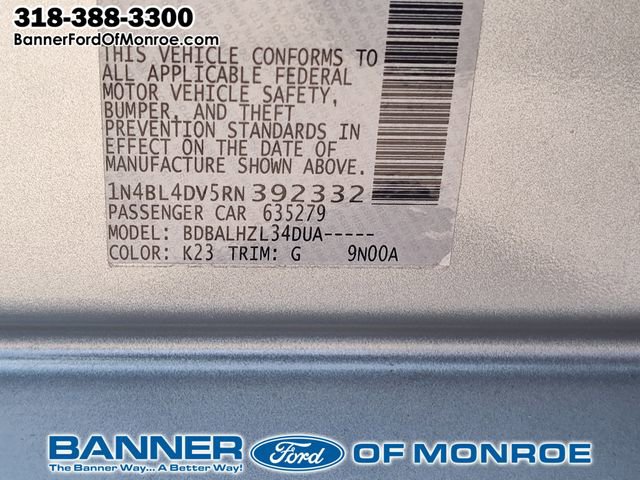 318-388-3300
BannerFordOfMonroe.com
THIS VEHICLE CONFORMS TO
ALL APPLICABLE FEDERAL
MOTOR VEHICLE SAFETY,
BUMPER, AND THEFT
PREVENTION STANDARDS IN
EFFECT ON THE DATE OF
MANUFACTURE SHOWN ABOVE.
1N4BL4DV5RN392332
PASSENGER CAR 635279
MODEL: BDBALHZL34DUA-----
COLOR: K23 TRIM: G 9N00A
BANNER Ford OF MONROE
The Banner Way... A Better Way!